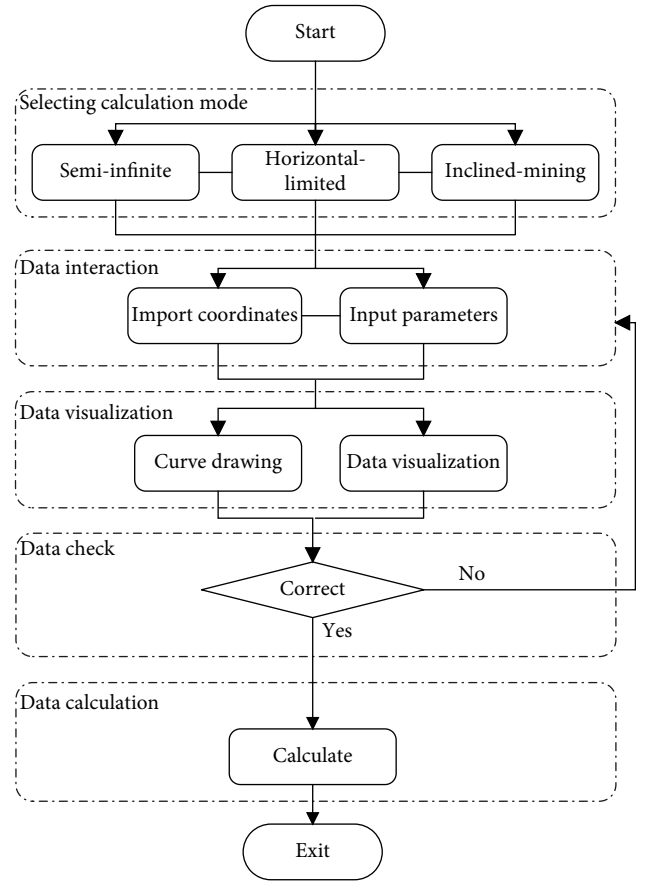 Start
Selecting calculation mode
Semi-infinite
Horizontal-
limited
Inclined-mining
Data interaction
Import coordinates
Input parameters
Data visualization
Curve drawing
Data visualization
Data check
Correct
No
Yes
Data calculation
Calculate
Exit